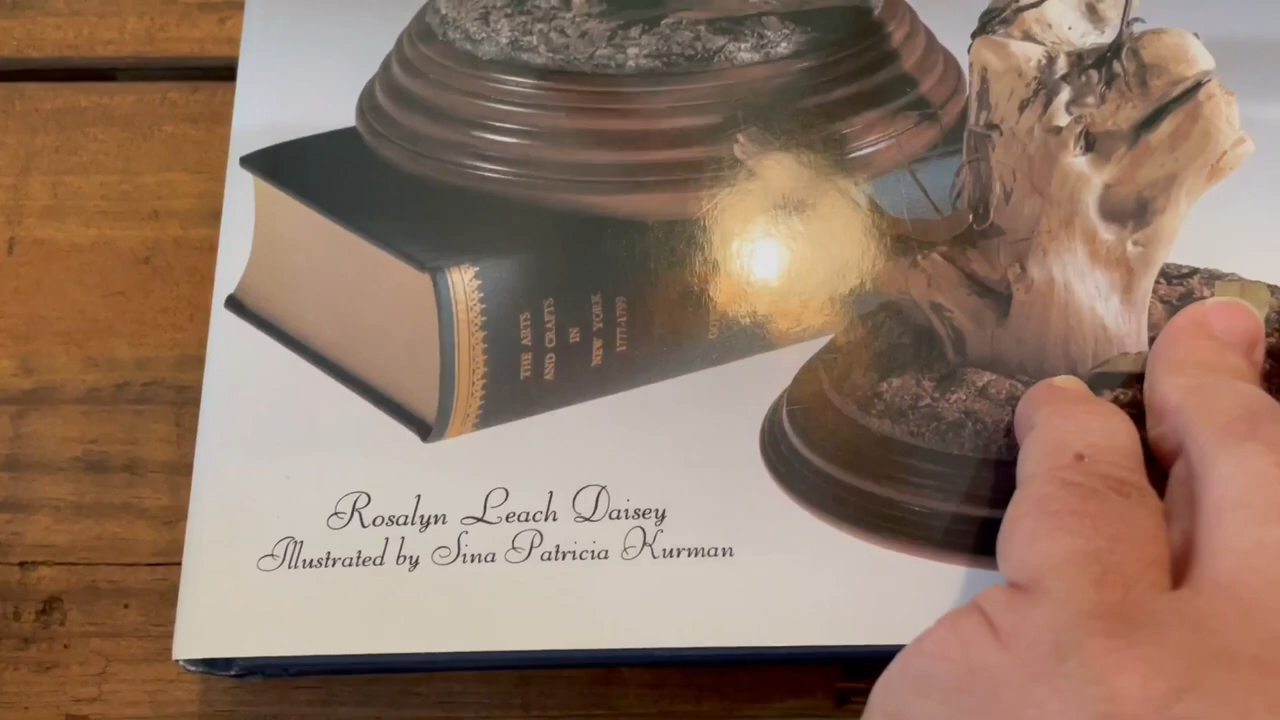 THE ARTS
AND CRAFTS
IN
NEW YORK
1777-1799
Rosalyn Leach Daisey
Illustrated by Sina Patricia Kurman